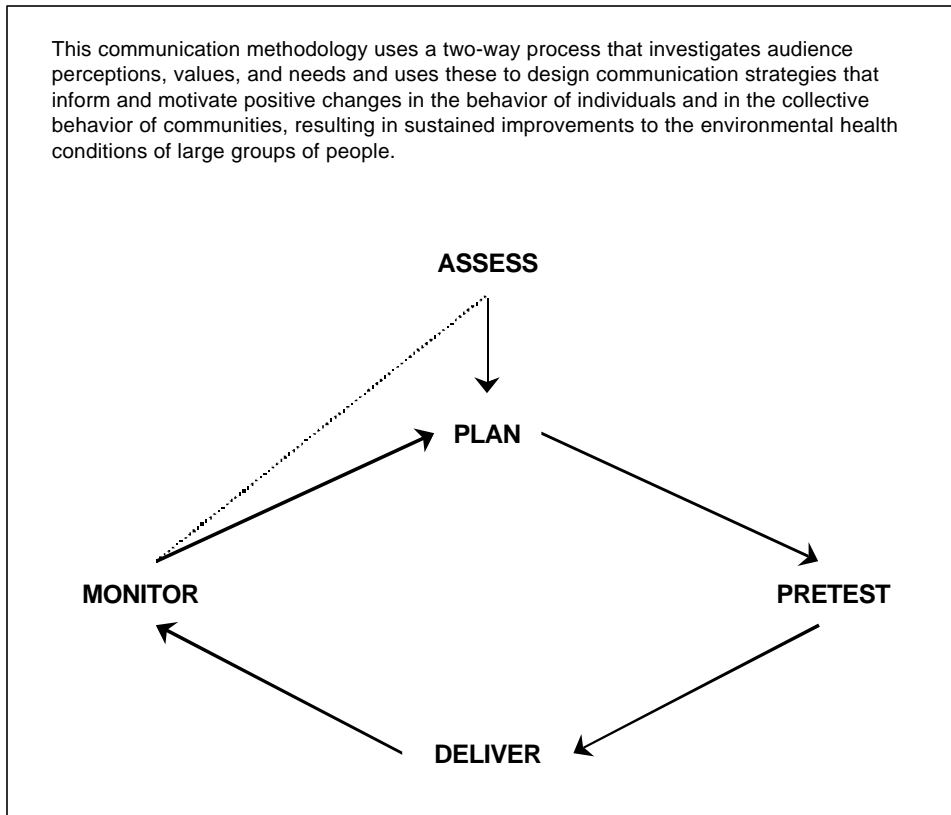 This communication methodology uses a two-way process that investigates audience
perceptions, values, and needs and uses these to design communication strategies that
inform and motivate positive changes in the behavior of individuals and in the collective
behavior of communities, resulting in sustained improvements to the environmental health
conditions of large groups of people.
ASSESS
PLAN
MONITOR
PRETEST
DELIVER